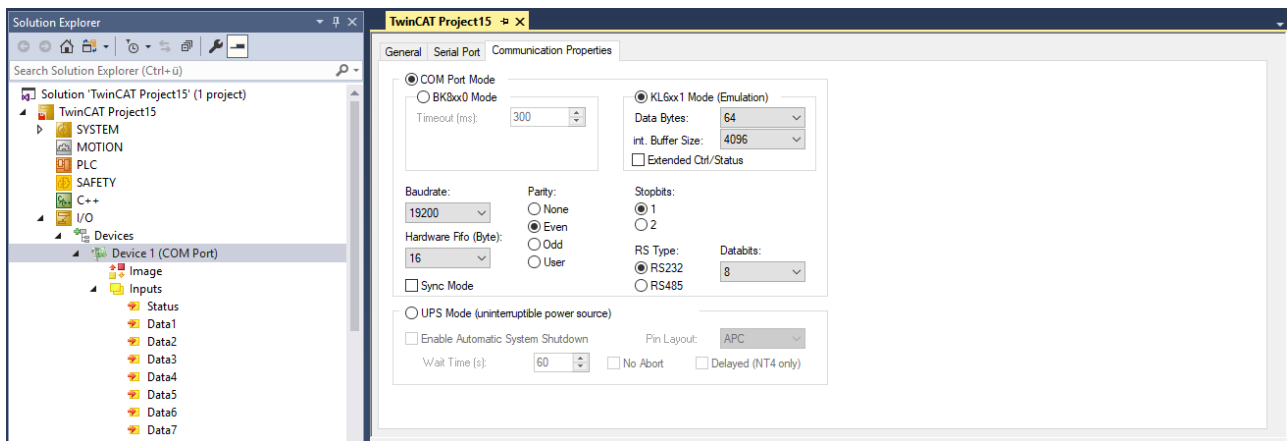 Solution Explorer
Search Solution Explorer (Ctrl+ü)
Solution 'TwinCAT Project15' (1 project)
TwinCAT Project15
SYSTEM
MOTION
PLC
SAFETY
C++
I/O
Devices
Device 1 (COM Port)
Image
Inputs
Status
Data1
Data2
Data3
Data4
Data5
Data6
Data7
TwinCAT Project15
General Serial Port Communication Properties
COM Port Mode
BK8xx0 Mode
Timeout (ms): 300
KL6xx1 Mode (Emulation)
Data Bytes: 64
int. Buffer Size: 4096
Extended Ctrl/Status
Baudrate:
19200
Hardware Fifo (Byte):
16
Sync Mode
Parity:
None
Even
Odd
User
Stopbits:
1
2
RS Type:
RS232
RS485
Databits:
8
UPS Mode (uninterruptible power source)
Enable Automatic System Shutdown Pin Layout: APC
Wait Time (s): 60 No Abort Delayed (NT4 only)